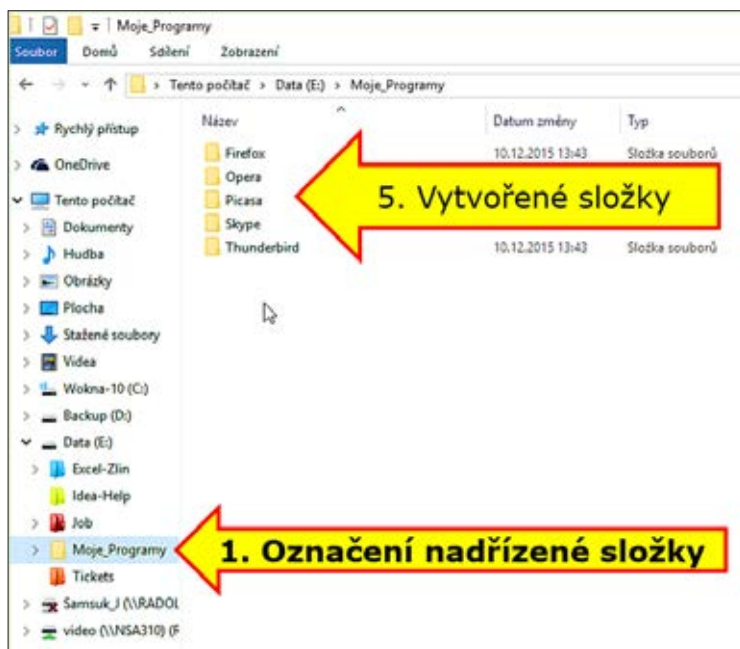 Moje_Programy
Soubor Domů Sdílení Zobrazení
Tento počítač > Data (E:) > Moje_Programy
Název Datum změny Typ
Firefox 10.12.2015 13:43 Složka souborů
Opera
Picasa
Skype
Thunderbird 10.12.2015 13:43 Složka souborů
5. Vytvořené složky
Rychlý přístup
OneDrive
Tento počítač
Dokumenty
Hudba
Obrázky
Plocha
Stažené soubory
Videa
Wokna-10 (C:)
Backup (D:)
Data (E:)
Excel-Zlin
Idea-Help
Job
Moje_Programy
1. Označení nadřízené složky
Tickets
Samsuk_J (\\RADOL
video (\\NSA310) (F